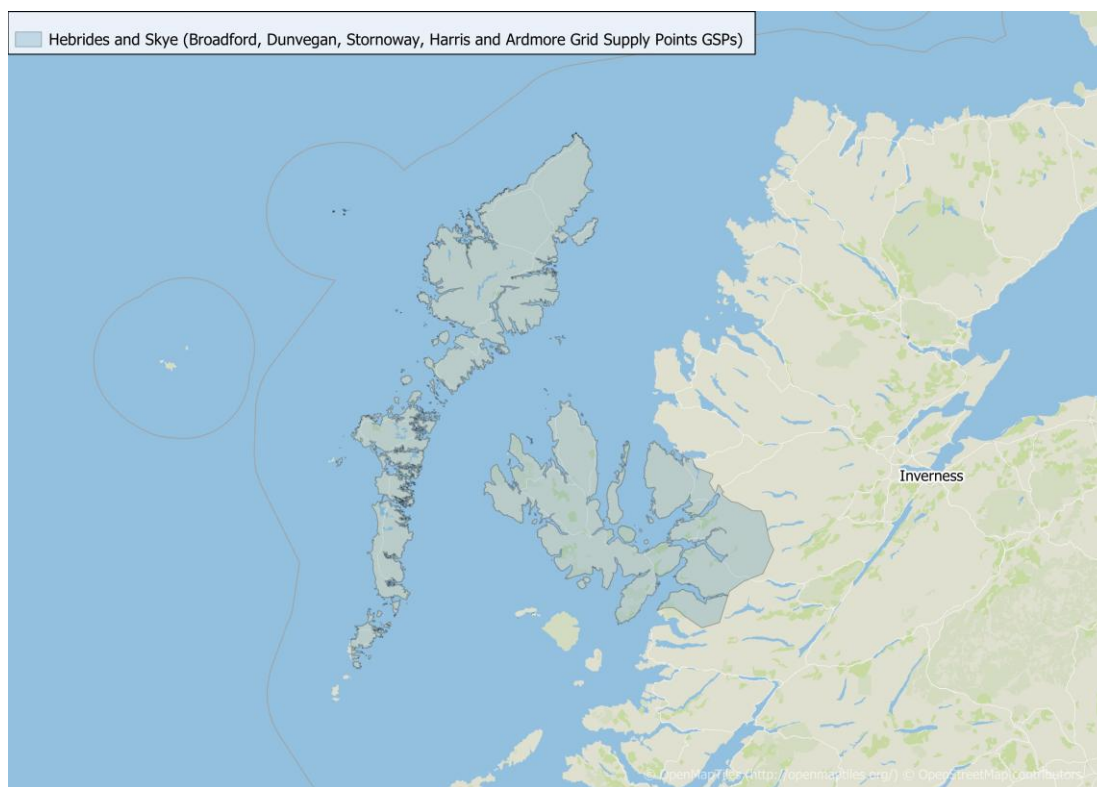 Hebrides and Skye (Broadford, Dunvegan, Stornoway, Harris and Ardmore Grid Supply Points GSPs)
Inverness
© OpenMapTiles (http://openmaptiles.org/) © OpenStreetMap contributors